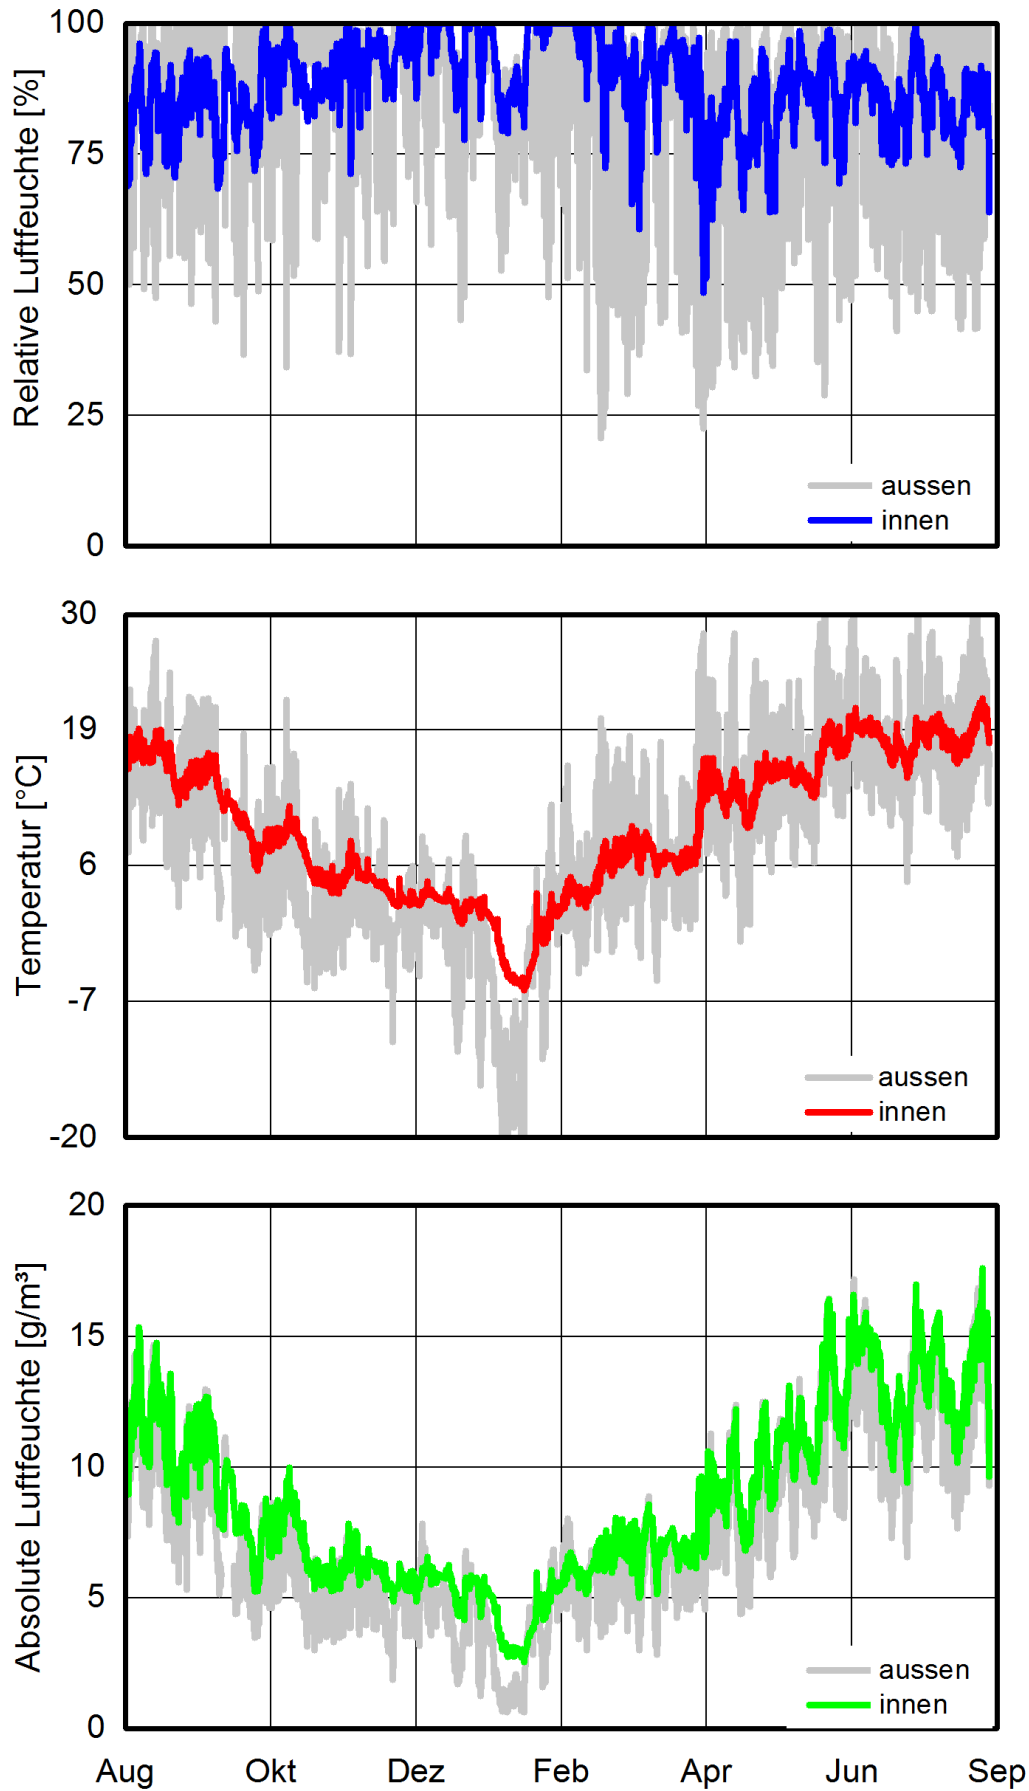 Relative Luftfeuchte [%]
100
75
50
25
0
aussen
innen
Temperatur [°C]
30
19
6
-7
-20
aussen
innen
Absolute Luftfeuchte [g/m³]
20
15
10
5
0
aussen
innen
Aug Okt Dez Feb Apr Jun Sep